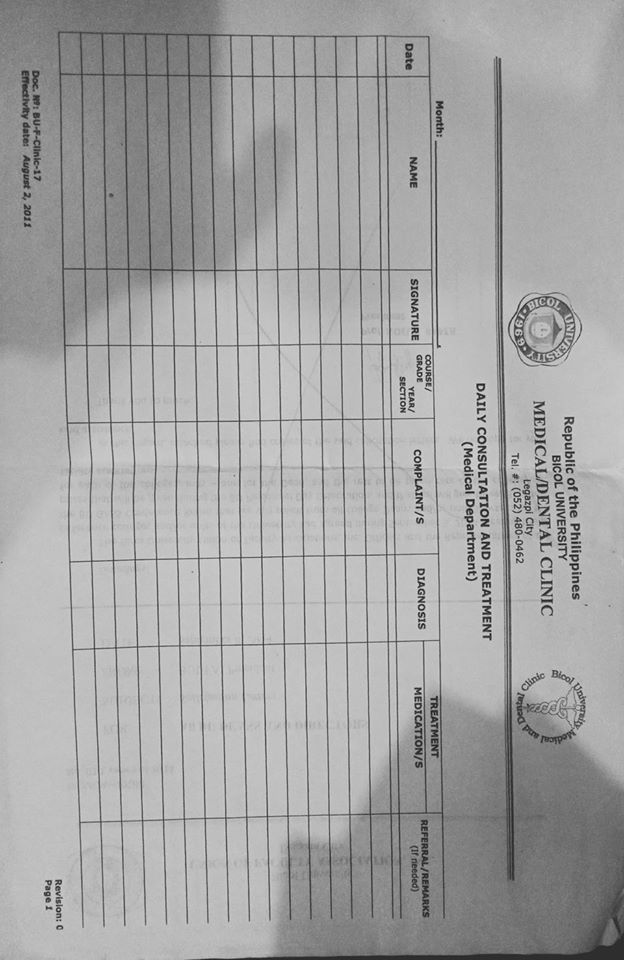 Republic of the Philippines
BICOL UNIVERSITY
MEDICAL/DENTAL CLINIC
Legazpi City
Tel. #: (052) 480-0462
BICOL UNIVERSITY
1969
Bicol University Medical and Dental Clinic
DAILY CONSULTATION AND TREATMENT
(Medical Department)
Month:
Date
NAME
SIGNATURE
COURSE/
GRADE YEAR/
SECTION
COMPLAINT/S
DIAGNOSIS
TREATMENT
MEDICATION/S
REFERRAL/REMARKS
(If needed)
Doc. Nº: BU-F-Clinic-17
Effectivity date: August 2, 2011
Revision: 0
Page 1